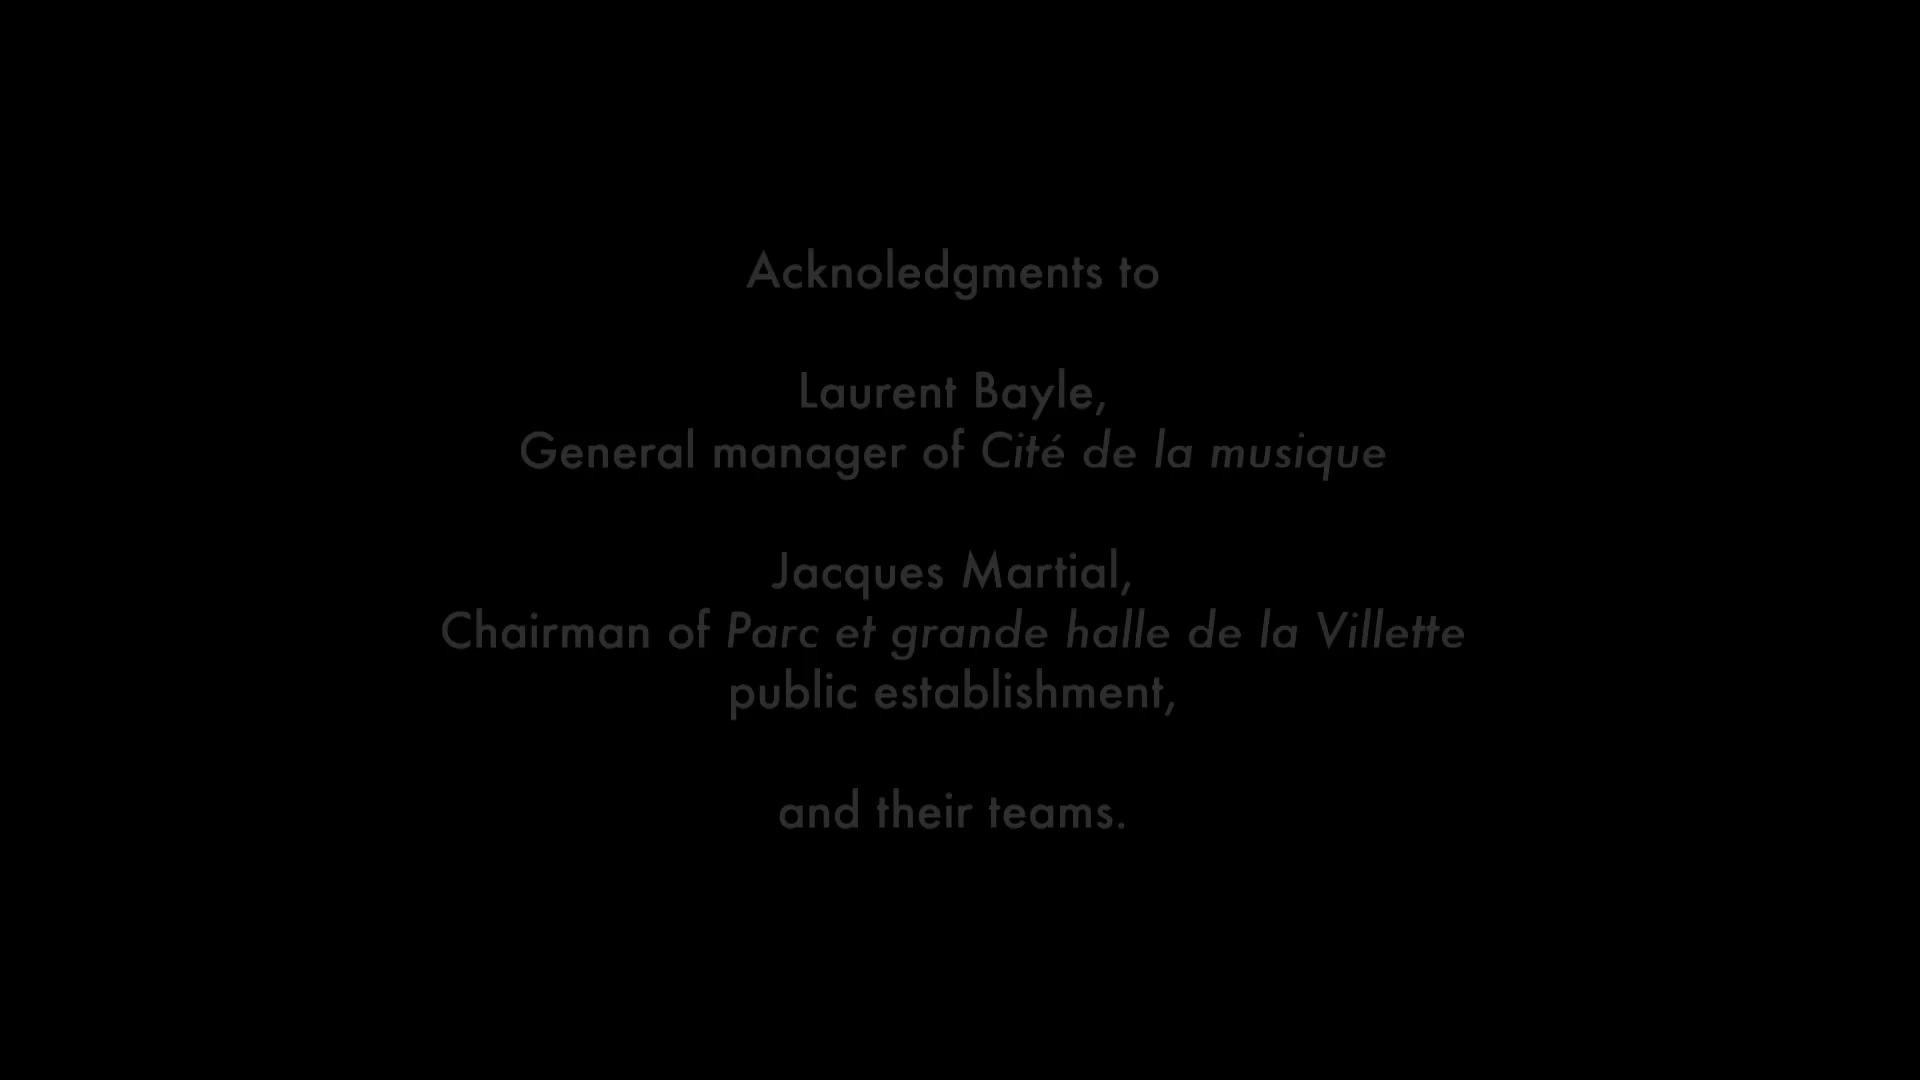 Acknoledgments to
Laurent Bayle,
General manager of Cité de la musique
Jacques Martial,
Chairman of Parc et grande halle de la Villette
public establishment,
and their teams.